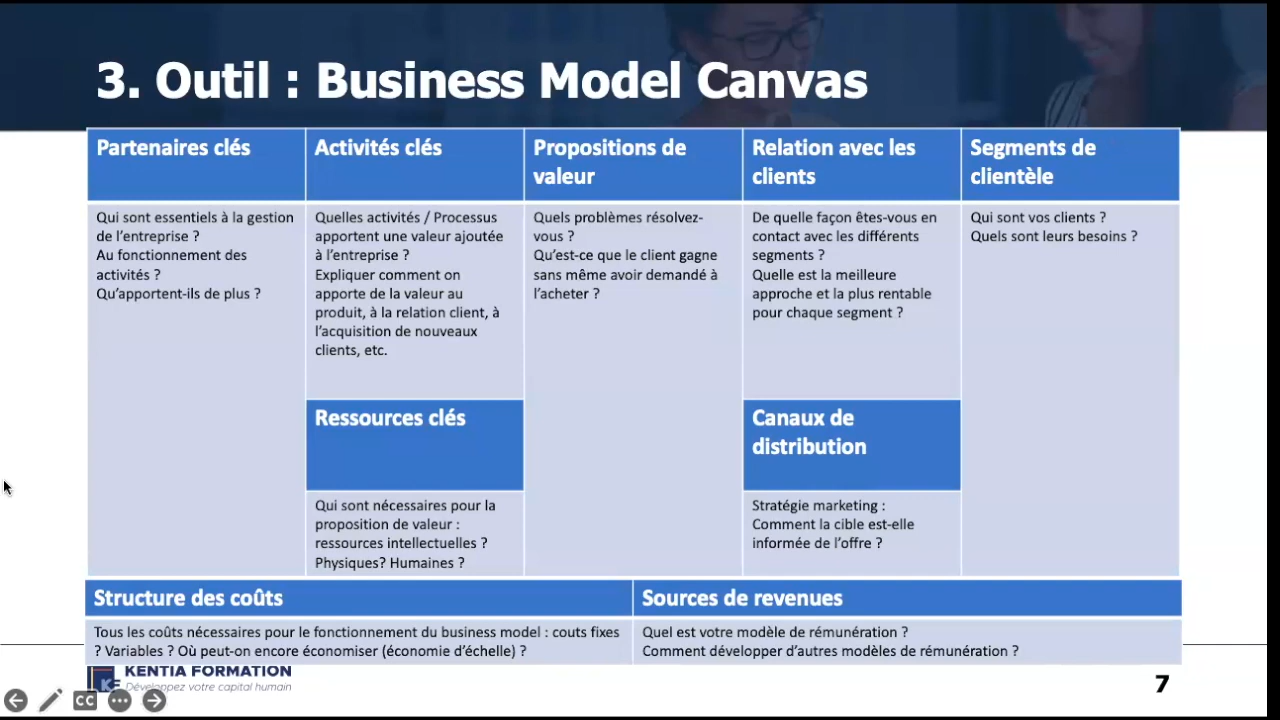 3. Outil : Business Model Canvas
Partenaires clés
Qui sont essentiels à la gestion
de l'entreprise ?
Au fonctionnement des
activités ?
Qu'apportent-ils de plus ?
Activités clés
Quelles activités / Processus
apportent une valeur ajoutée
à l'entreprise ?
Expliquer comment on
apporte de la valeur au
produit, à la relation client, à
l'acquisition de nouveaux
clients, etc.
Ressources clés
Qui sont nécessaires pour la
proposition de valeur :
ressources intellectuelles ?
Physiques? Humaines ?
Propositions de
valeur
Quels problèmes résolvez-
vous ?
Qu'est-ce que le client gagne
sans même avoir demandé à
l'acheter ?
Relation avec les
clients
De quelle façon êtes-vous en
contact avec les différents
segments ?
Quelle est la meilleure
approche et la plus rentable
pour chaque segment ?
Canaux de
distribution
Stratégie marketing :
Comment la cible est-elle
informée de l'offre ?
Segments de
clientèle
Qui sont vos clients ?
Quels sont leurs besoins ?
Structure des coûts
Tous les coûts nécessaires pour le fonctionnement du business model : couts fixes
? Variables ? Où peut-on encore économiser (économie d'échelle) ?
Sources de revenues
Quel est votre modèle de rémunération ?
Comment développer d'autres modèles de rémunération ?
KENTIA FORMATION
Développez votre capital humain
CC
7